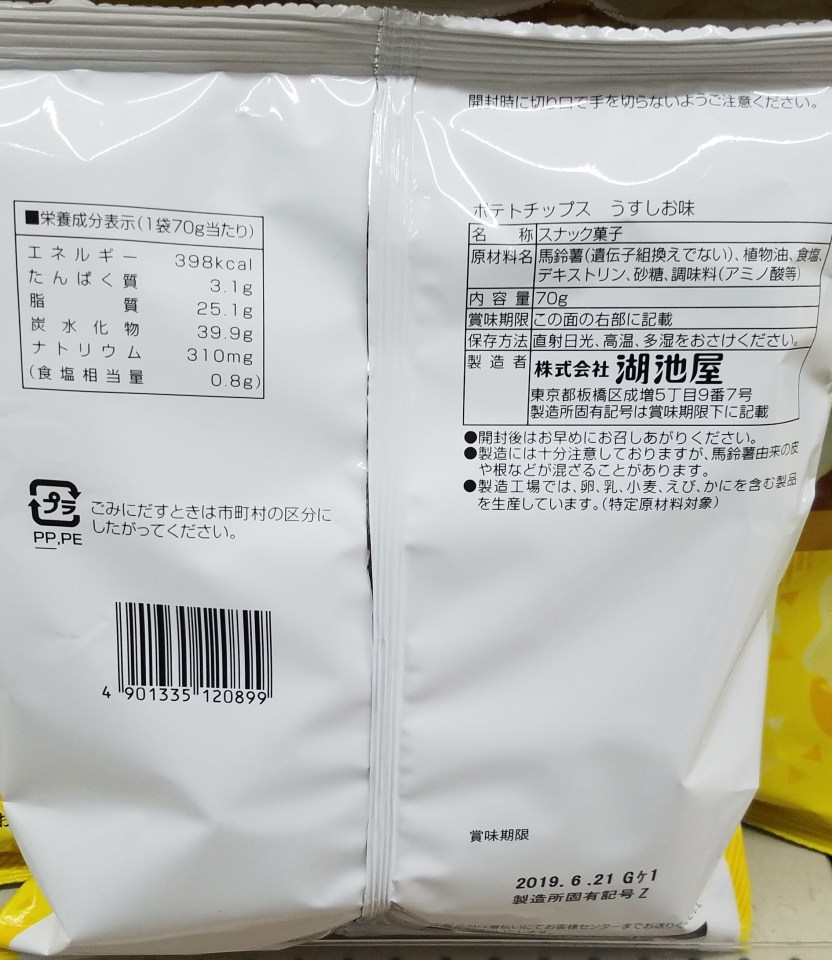 開封時に切り口で手を切らないようご注意ください。
■栄養成分表示(1袋70g当たり)
エネルギー 398kcal
たんぱく質 3.1g
脂質 25.1g
炭水化物 39.9g
ナトリウム 310mg
(食塩相当量 0.8g)
プラ
PP,PE
ごみにだすときは市町村の区分に
したがってください。
4 901335 120899
ポテトチップス うすしお味
名称 スナック菓子
原材料名 馬鈴薯(遺伝子組換えでない)、植物油、食塩、
デキストリン、砂糖、調味料(アミノ酸等)
内容量 70g
賞味期限 この面の右部に記載
保存方法 直射日光、高温、多湿をおさけください。
製造者 株式会社 湖池屋
東京都板橋区成増5丁目9番7号
製造所固有記号は賞味期限下に記載
●開封後はお早めにお召しあがりください。
●製造には十分注意しておりますが、馬鈴薯由来の皮
や根などが混ざることがあります。
●製造工場では、卵、乳、小麦、えび、かにを含む製品
を生産しています。(特定原材料対象)
賞味期限
2019.6.21 Gケ1
製造所固有記号 Z
払いにてお客様センターまでお送りく